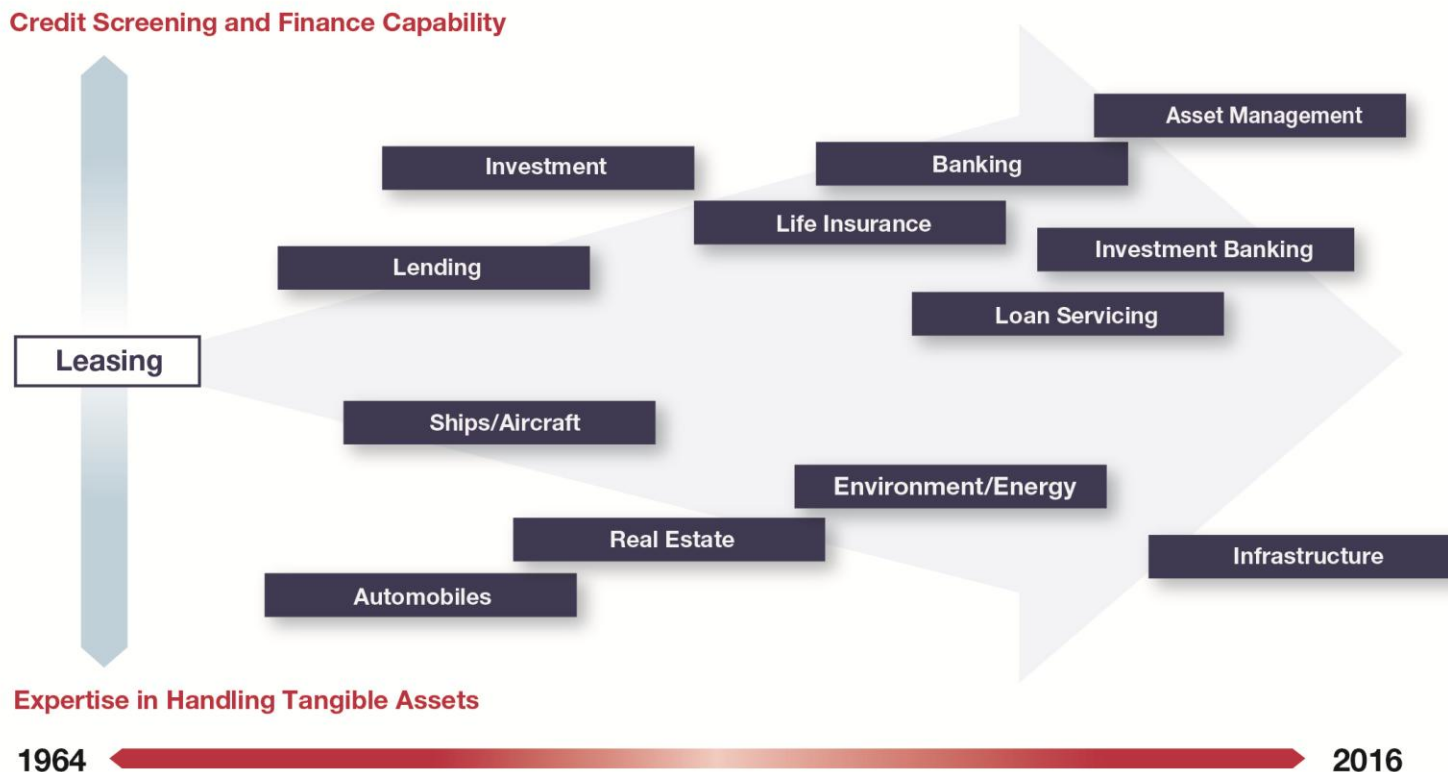 Credit Screening and Finance Capability
Asset Management
Investment
Banking
Life Insurance
Investment Banking
Lending
Loan Servicing
Leasing
Ships/Aircraft
Environment/Energy
Real Estate
Infrastructure
Automobiles
Expertise in Handling Tangible Assets
1964
2016